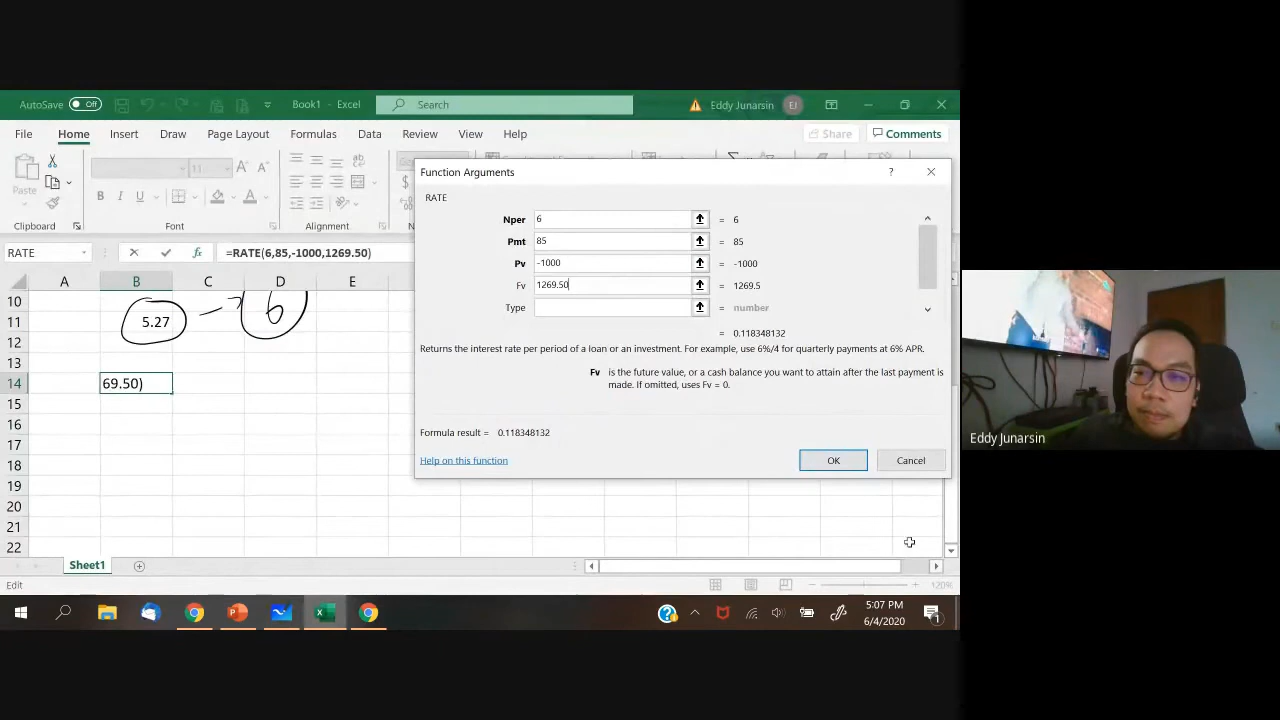 AutoSave Off Book1 - Excel Search Eddy Junarsin EJ
File Home Insert Draw Page Layout Formulas Data Review View Help Share Comments
Paste 11 A A ab
B I U A $
Clipboard Font Alignment
RATE fx =RATE(6,85,-1000,1269.50)
A B C D E
10
11 5.27 6
12
13
14 69.50)
15
16
17
18
19
20
21
22
Function Arguments ?
RATE
Nper 6 = 6
Pmt 85 = 85
Pv -1000 = -1000
Fv 1269.50 = 1269.5
Type = number
= 0.118348132
Returns the interest rate per period of a loan or an investment. For example, use 6%/4 for quarterly payments at 6% APR.
Fv is the future value, or a cash balance you want to attain after the last payment is
made. If omitted, uses Fv = 0.
Formula result = 0.118348132
Help on this function OK Cancel
Sheet1
Edit 120%
5:07 PM
6/4/2020
1
Eddy Junarsin